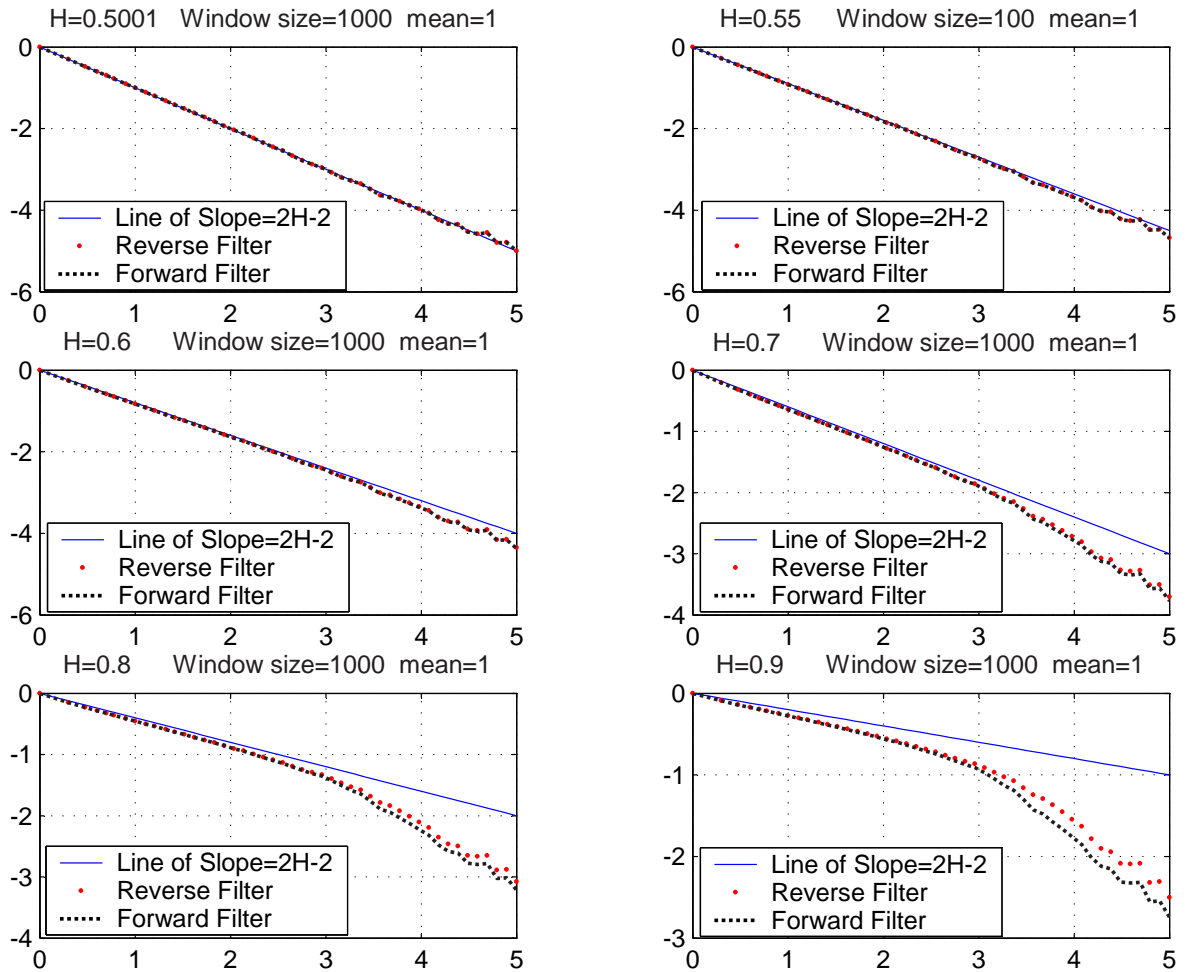 H=0.5001 Window size=1000 mean=1
0
-2
-4
-6
Line of Slope=2H-2
Reverse Filter
Forward Filter
0 1 2 3 4 5
H=0.55 Window size=100 mean=1
0
-2
-4
-6
Line of Slope=2H-2
Reverse Filter
Forward Filter
0 1 2 3 4 5
H=0.6 Window size=1000 mean=1
0
-2
-4
-6
Line of Slope=2H-2
Reverse Filter
Forward Filter
0 1 2 3 4 5
H=0.7 Window size=1000 mean=1
0
-1
-2
-3
-4
Line of Slope=2H-2
Reverse Filter
Forward Filter
0 1 2 3 4 5
H=0.8 Window size=1000 mean=1
0
-1
-2
-3
-4
Line of Slope=2H-2
Reverse Filter
Forward Filter
0 1 2 3 4 5
H=0.9 Window size=1000 mean=1
0
-1
-2
-3
Line of Slope=2H-2
Reverse Filter
Forward Filter
0 1 2 3 4 5